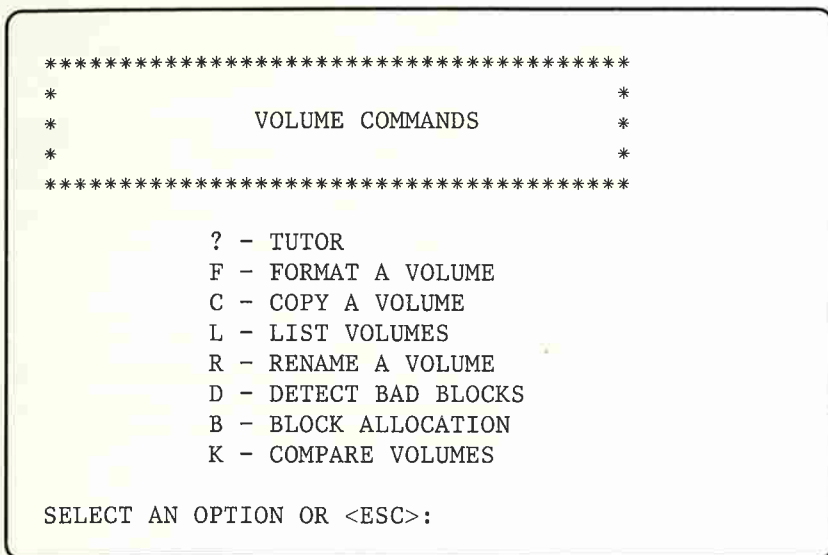 ****************************************
*                                      *
*            VOLUME COMMANDS           *
*                                      *
****************************************
? - TUTOR
F - FORMAT A VOLUME
C - COPY A VOLUME
L - LIST VOLUMES
R - RENAME A VOLUME
D - DETECT BAD BLOCKS
B - BLOCK ALLOCATION
K - COMPARE VOLUMES
SELECT AN OPTION OR <ESC>: